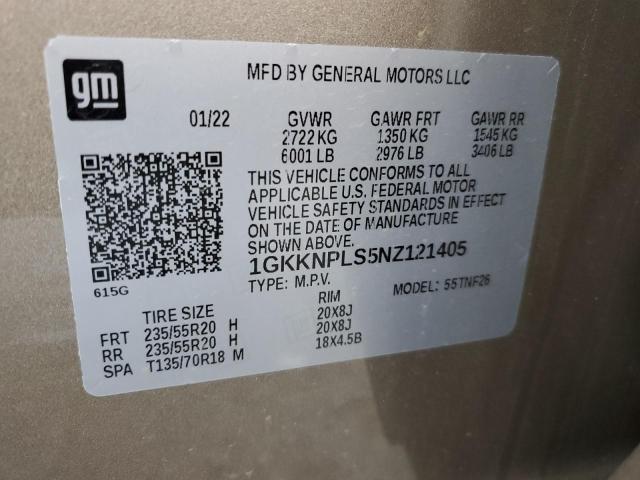 gm
MFD BY GENERAL MOTORS LLC
01/22 GVWR GAWR FRT GAWR RR
2722 KG 1350 KG 1545 KG
6001 LB 2976 LB 3406 LB
THIS VEHICLE CONFORMS TO ALL
APPLICABLE U.S. FEDERAL MOTOR
VEHICLE SAFETY STANDARDS IN EFFECT
ON THE DATE OF MANUFACTURE
SHOWN ABOVE.
1GKKNPLS5NZ121405
615G
TYPE: M.P.V. MODEL: 55TNF26
TIRE SIZE RIM
FRT 235/55R20 H 20X8J
RR 235/55R20 H 20X8J
SPA T135/70R18 M 18X4.5B